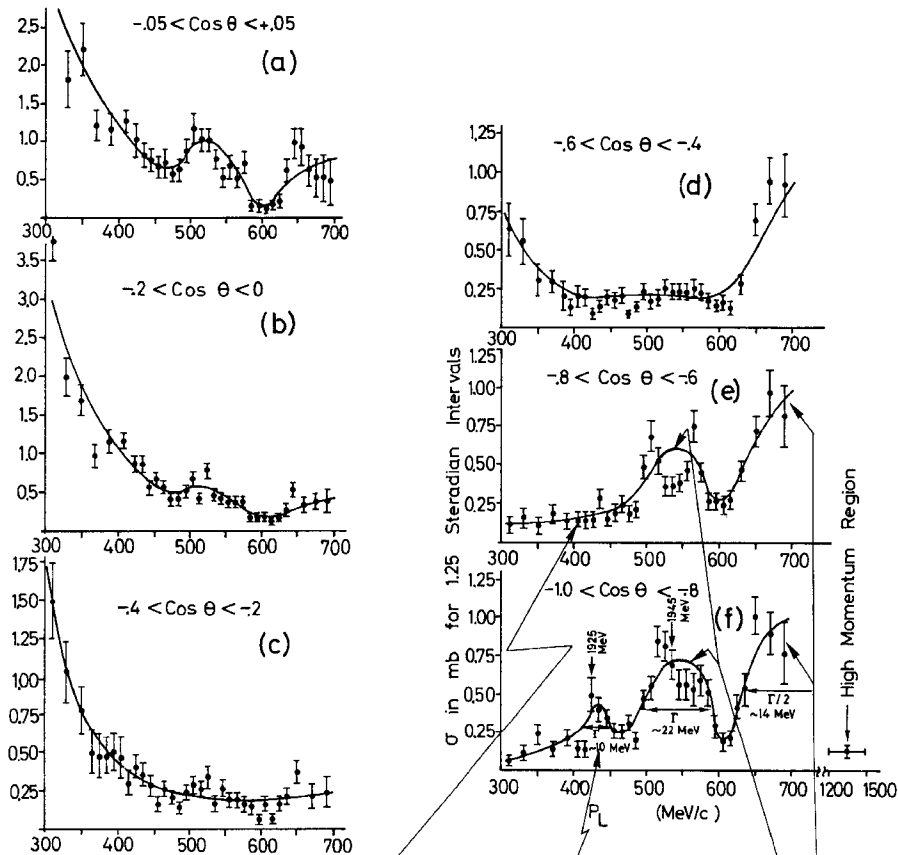 -.05 < Cos θ < +.05
(a)
2.5
2.0
1.5
1.0
0.5
300 400 500 600 700
-.2 < Cos θ < 0
(b)
3.5
3.0
2.5
2.0
1.5
1.0
0.5
300 400 500 600 700
-.4 < Cos θ < -.2
(c)
1.75
1.50
1.25
1.00
0.75
0.50
0.25
300 400 500 600 700
-.6 < Cos θ < -.4
(d)
1.25
1.00
0.75
0.50
0.25
300 400 500 600 700
-.8 < Cos θ < -.6
(e)
1.25
1.00
0.75
0.50
0.25
300 400 500 600 700
-1.0 < Cos θ < -.8
(f)
1.25
1.00
0.75
0.50
0.25
1925 MeV
1945 MeV
Γ
~10 MeV
Γ
~22 MeV
Γ/2
~14 MeV
300 400 500 600 700
1200 1500
P_L (MeV/c)
σ in mb for 1.25 Steradian Intervals
High Momentum Region